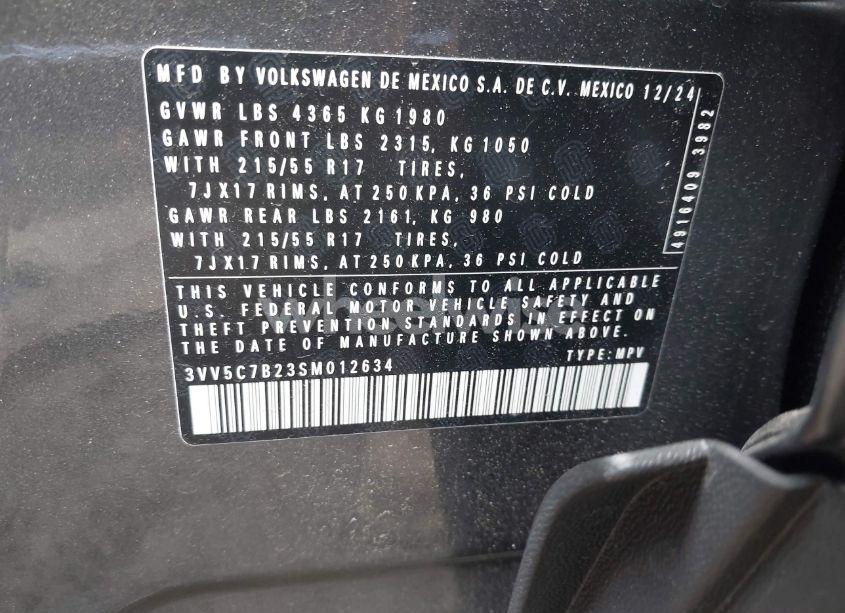 MFD BY VOLKSWAGEN DE MEXICO S.A. DE C.V. MEXICO 12/24
GVWR LBS 4365 KG 1980
GAWR FRONT LBS 2315, KG 1050
WITH 215/55 R17 TIRES,
7JX17 RIMS, AT 250 KPA, 36 PSI COLD
GAWR REAR LBS 2161, KG 980
WITH 215/55 R17 TIRES,
7JX17 RIMS, AT 250 KPA, 36 PSI COLD
4916409 3982
THIS VEHICLE CONFORMS TO ALL APPLICABLE
U.S. FEDERAL MOTOR VEHICLE SAFETY AND
THEFT PREVENTION STANDARDS IN EFFECT ON
THE DATE OF MANUFACTURE SHOWN ABOVE.
TYPE: MPV
3VV5C7B23SM012634